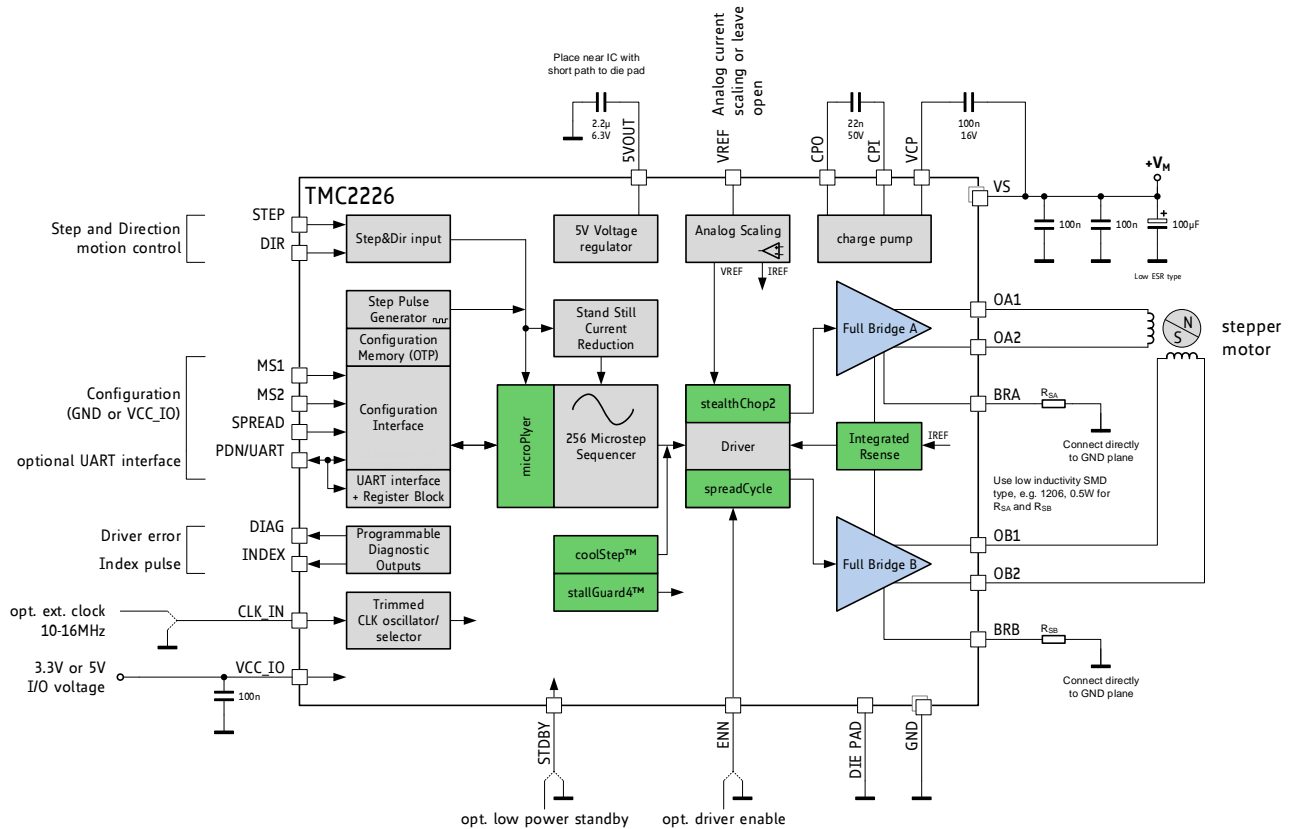 Place near IC with
short path to die pad
2.2µ
6.3V
5VOUT
VREF
Analog current
scaling or leave
open
22n
50V
CPO
CPI
VCP
100n
16V
+VM
VS
100n
100n
+
100µF
Low ESR type
TMC2226
Step and Direction
motion control
STEP
DIR
Step&Dir input
5V Voltage
regulator
Analog Scaling
VREF
IREF
charge pump
Step Pulse
Generator
Configuration
Memory (OTP)
Configuration
Interface
UART interface
+ Register Block
Stand Still
Current
Reduction
Configuration
(GND or VCC_IO)
optional UART interface
MS1
MS2
SPREAD
PDN/UART
microPlyer
256 Microstep
Sequencer
stealthChop2
Driver
spreadCycle
Integrated
Rsense
IREF
Full Bridge A
Full Bridge B
OA1
OA2
N
S
stepper
motor
BRA
RSA
Connect directly
to GND plane
Use low inductivity SMD
type, e.g. 1206, 0.5W for
RSA and RSB
OB1
OB2
BRB
RSB
Connect directly
to GND plane
Driver error
Index pulse
DIAG
INDEX
Programmable
Diagnostic
Outputs
coolStep™
stallGuard4™
opt. ext. clock
10-16MHz
CLK_IN
Trimmed
CLK oscillator/
selector
3.3V or 5V
I/O voltage
VCC_IO
100n
STDBY
ENN
DIE PAD
GND
opt. low power standby
opt. driver enable